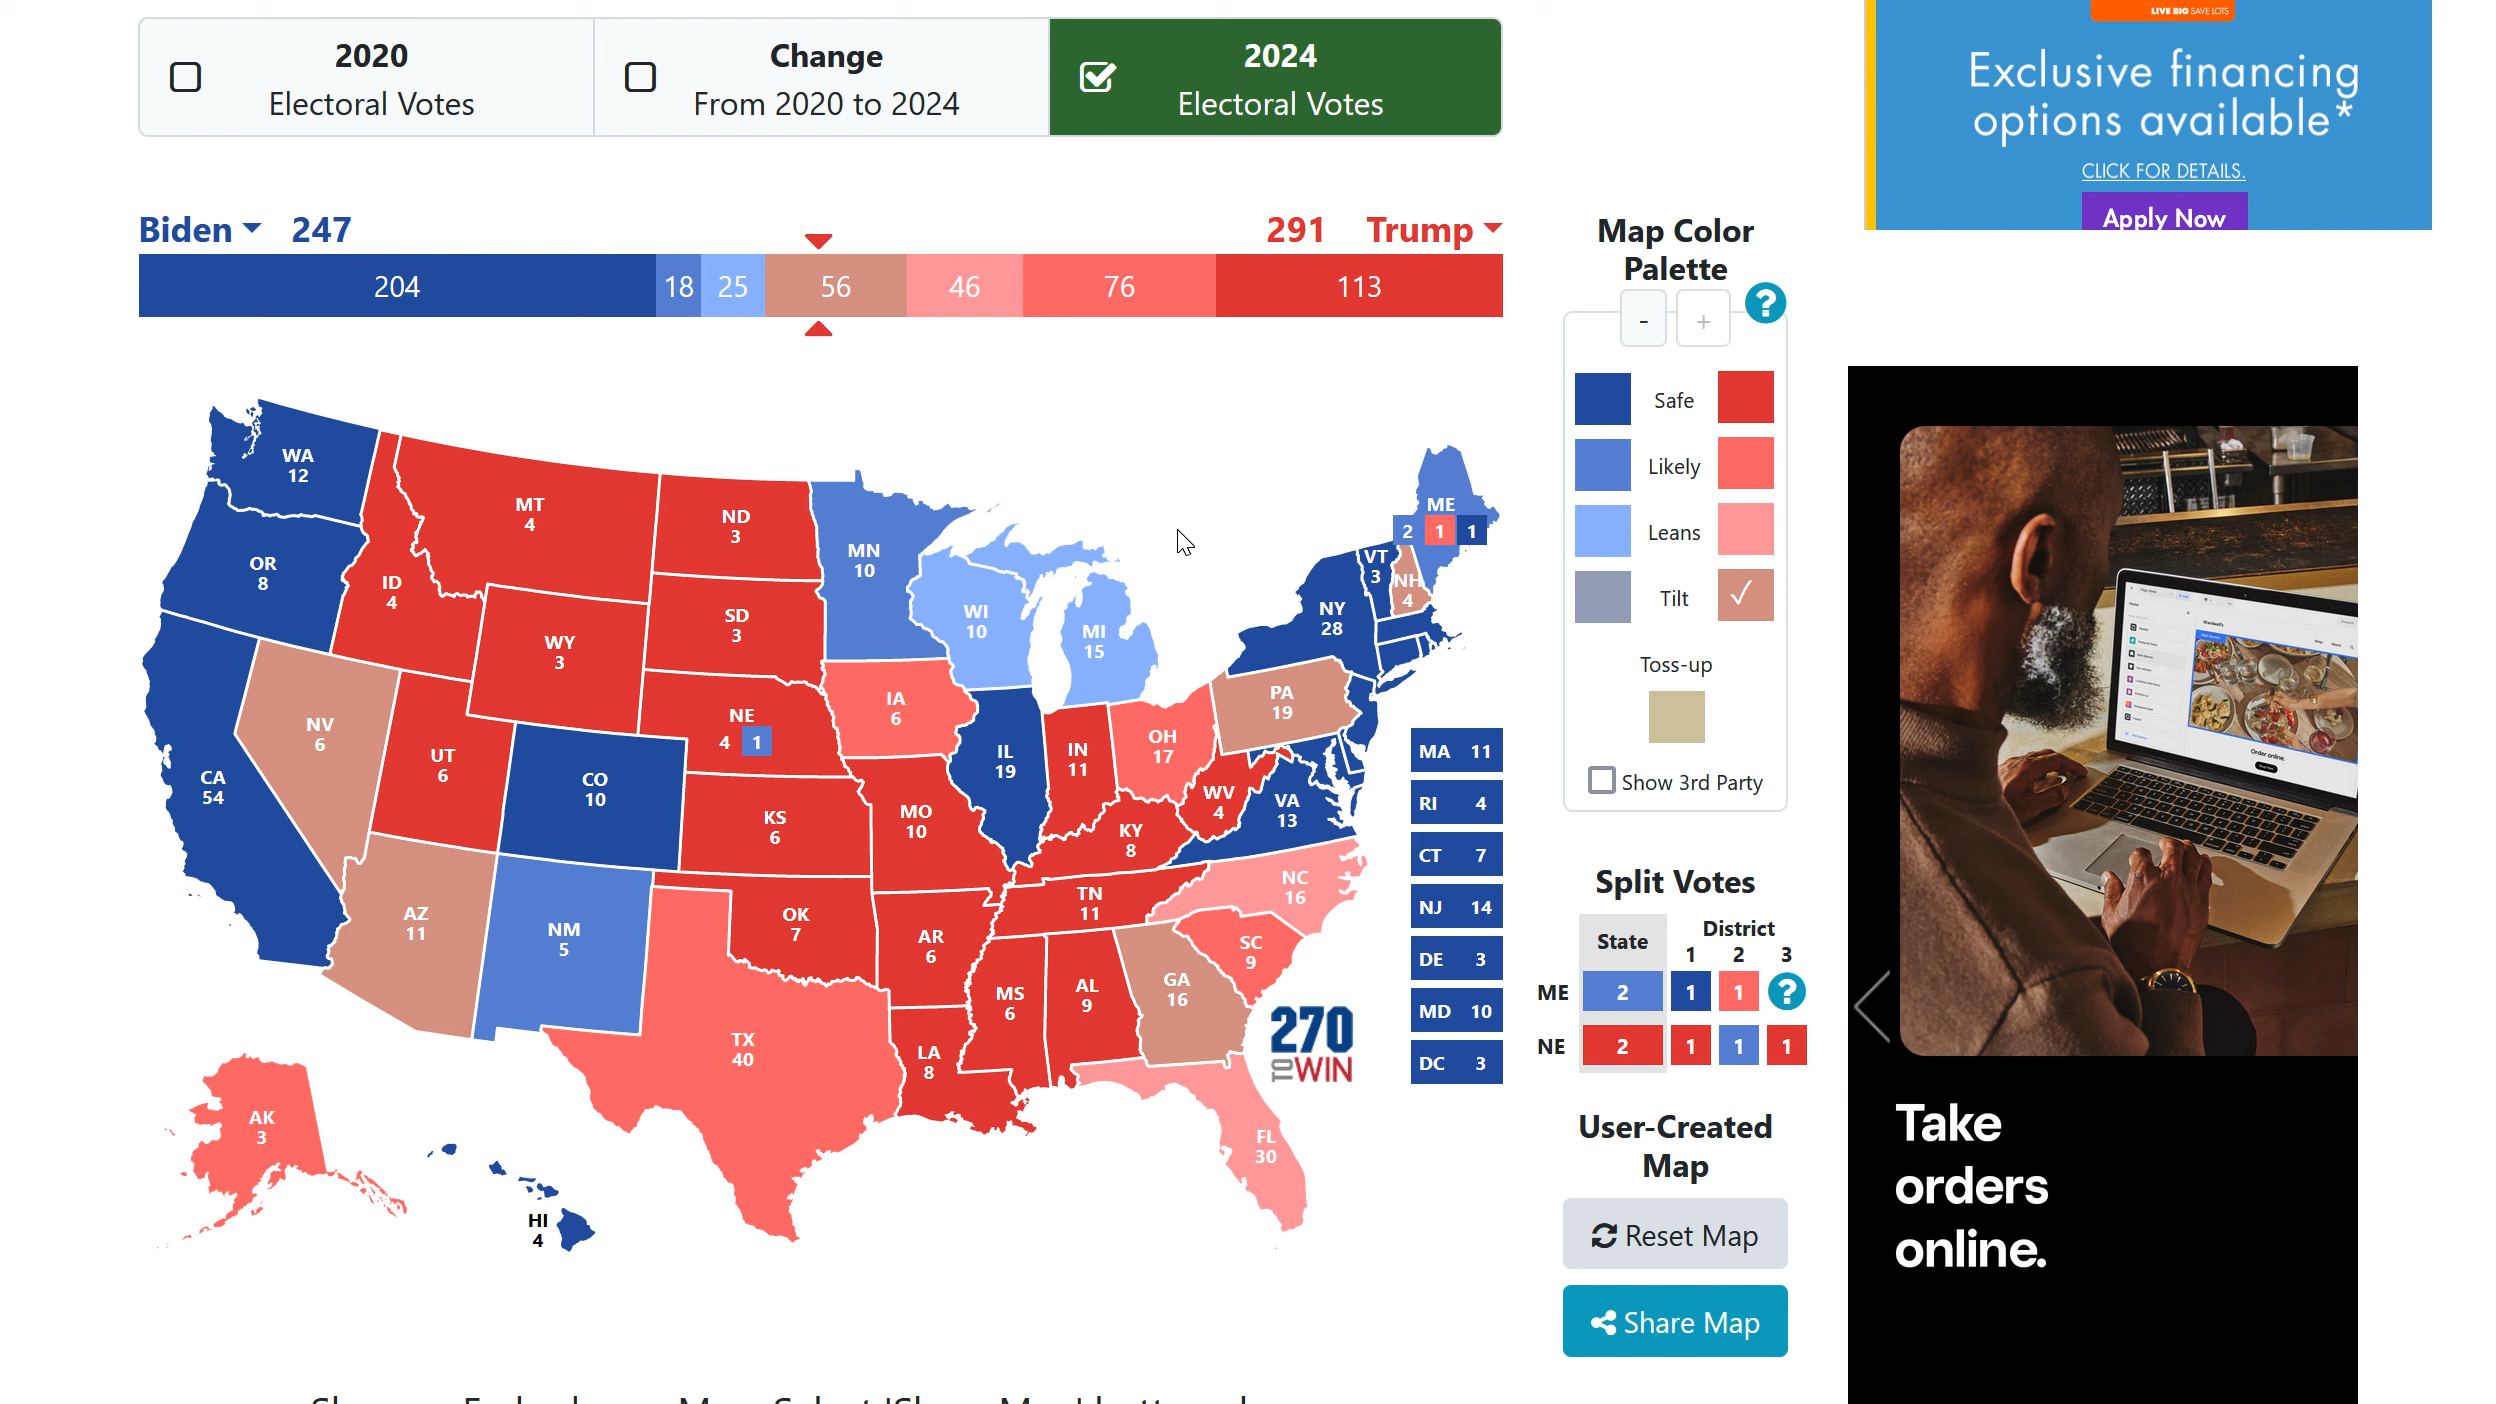 2020
Electoral Votes
Change
From 2020 to 2024
2024
Electoral Votes
LIVE BIG SAVE LOTS
Exclusive financing
options available*
CLICK FOR DETAILS.
Apply Now
Biden 247
291 Trump
204 18 25 56 46 76 113
Map Color
Palette
- + ?
Safe
Likely
Leans
Tilt
Toss-up
Show 3rd Party
WA
12
OR
8
CA
54
NV
6
ID
4
MT
4
WY
3
UT
6
AZ
11
CO
10
NM
5
ND
3
SD
3
NE
4 1
KS
6
OK
7
TX
40
MN
10
IA
6
MO
10
AR
6
LA
8
WI
10
IL
19
MI
15
IN
11
OH
17
KY
8
TN
11
MS
6
AL
9
GA
16
FL
30
SC
9
NC
16
VA
13
WV
4
PA
19
NY
28
VT
3
NH
4
ME
2 1 1
AK
3
HI
4
MA 11
RI 4
CT 7
NJ 14
DE 3
MD 10
DC 3
270
TO WIN
Split Votes
State District
1 2 3
ME 2 1 1 ?
NE 2 1 1 1
User-Created
Map
Reset Map
Share Map
Take
orders
online.